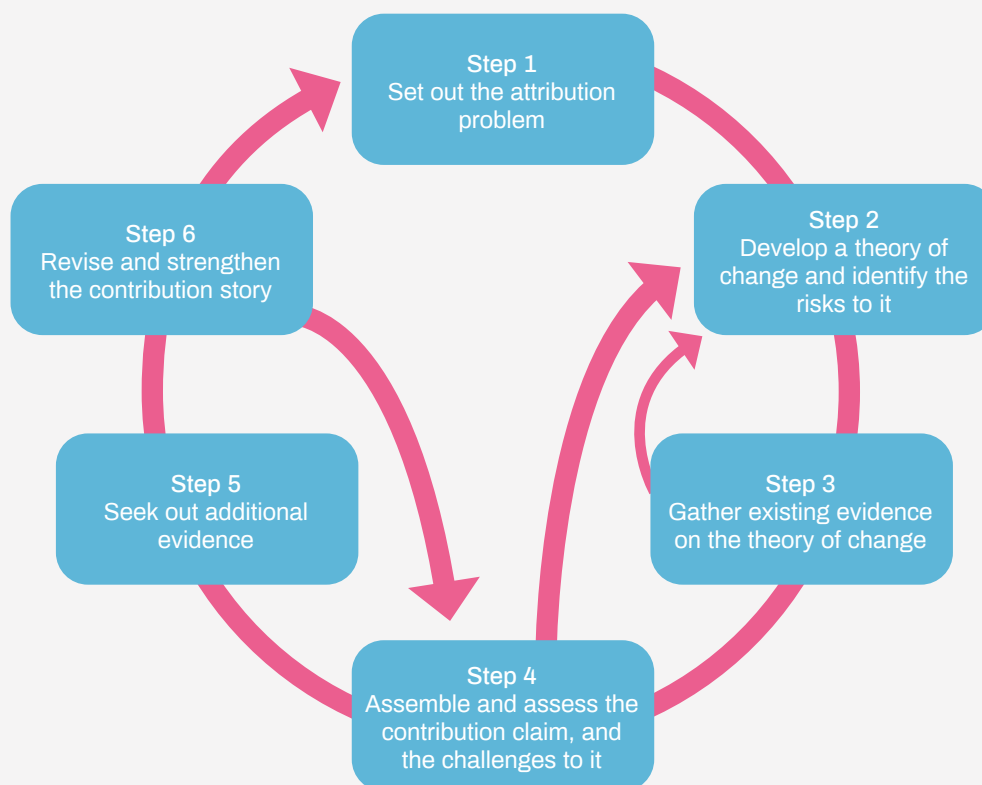 Step 1
Set out the attribution
problem
Step 2
Develop a theory of
change and identify the
risks to it
Step 3
Gather existing evidence
on the theory of change
Step 4
Assemble and assess the
contribution claim, and
the challenges to it
Step 5
Seek out additional
evidence
Step 6
Revise and strengthen
the contribution story